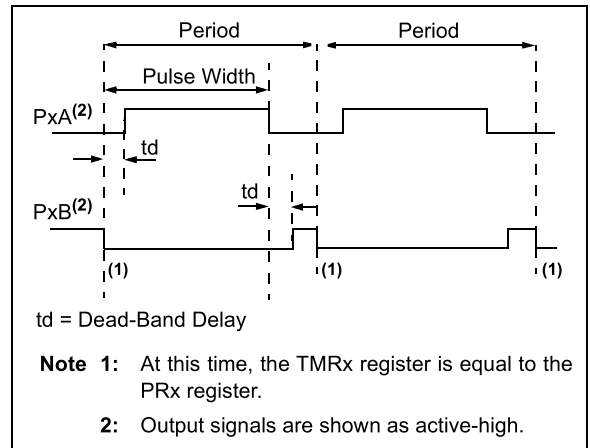 Period Period
Pulse Width
PxA(2)
td
td
PxB(2)
(1) (1) (1)
td = Dead-Band Delay
Note 1: At this time, the TMRx register is equal to the
PRx register.
2: Output signals are shown as active-high.